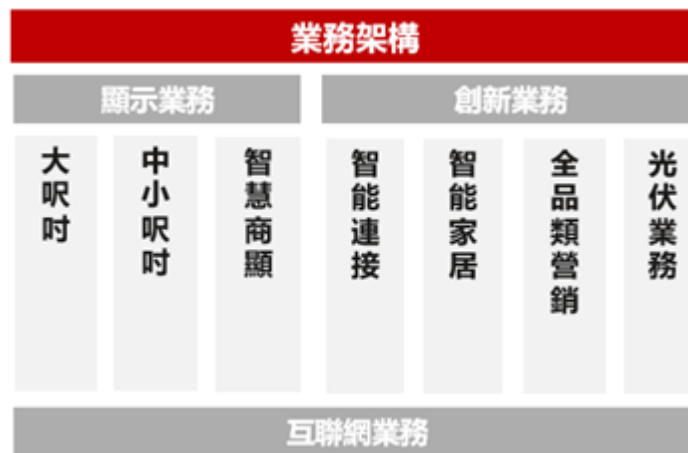 業務架構
顯示業務
創新業務
大呎吋
中小呎吋
智慧商顯
智能連接
智能家居
全品類營銷
光伏業務
互聯網業務